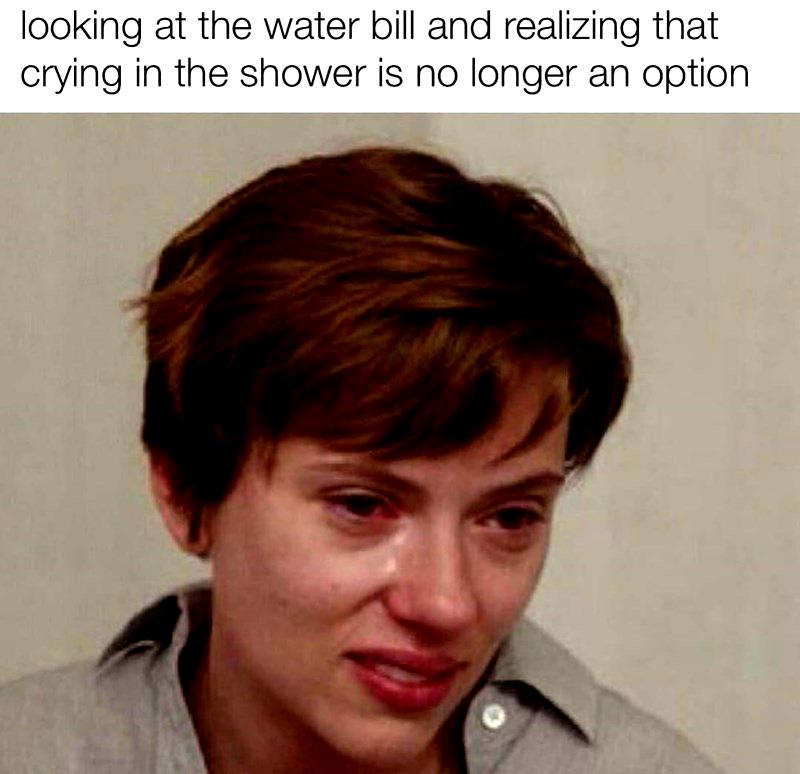 looking at the water bill and realizing that
crying in the shower is no longer an option